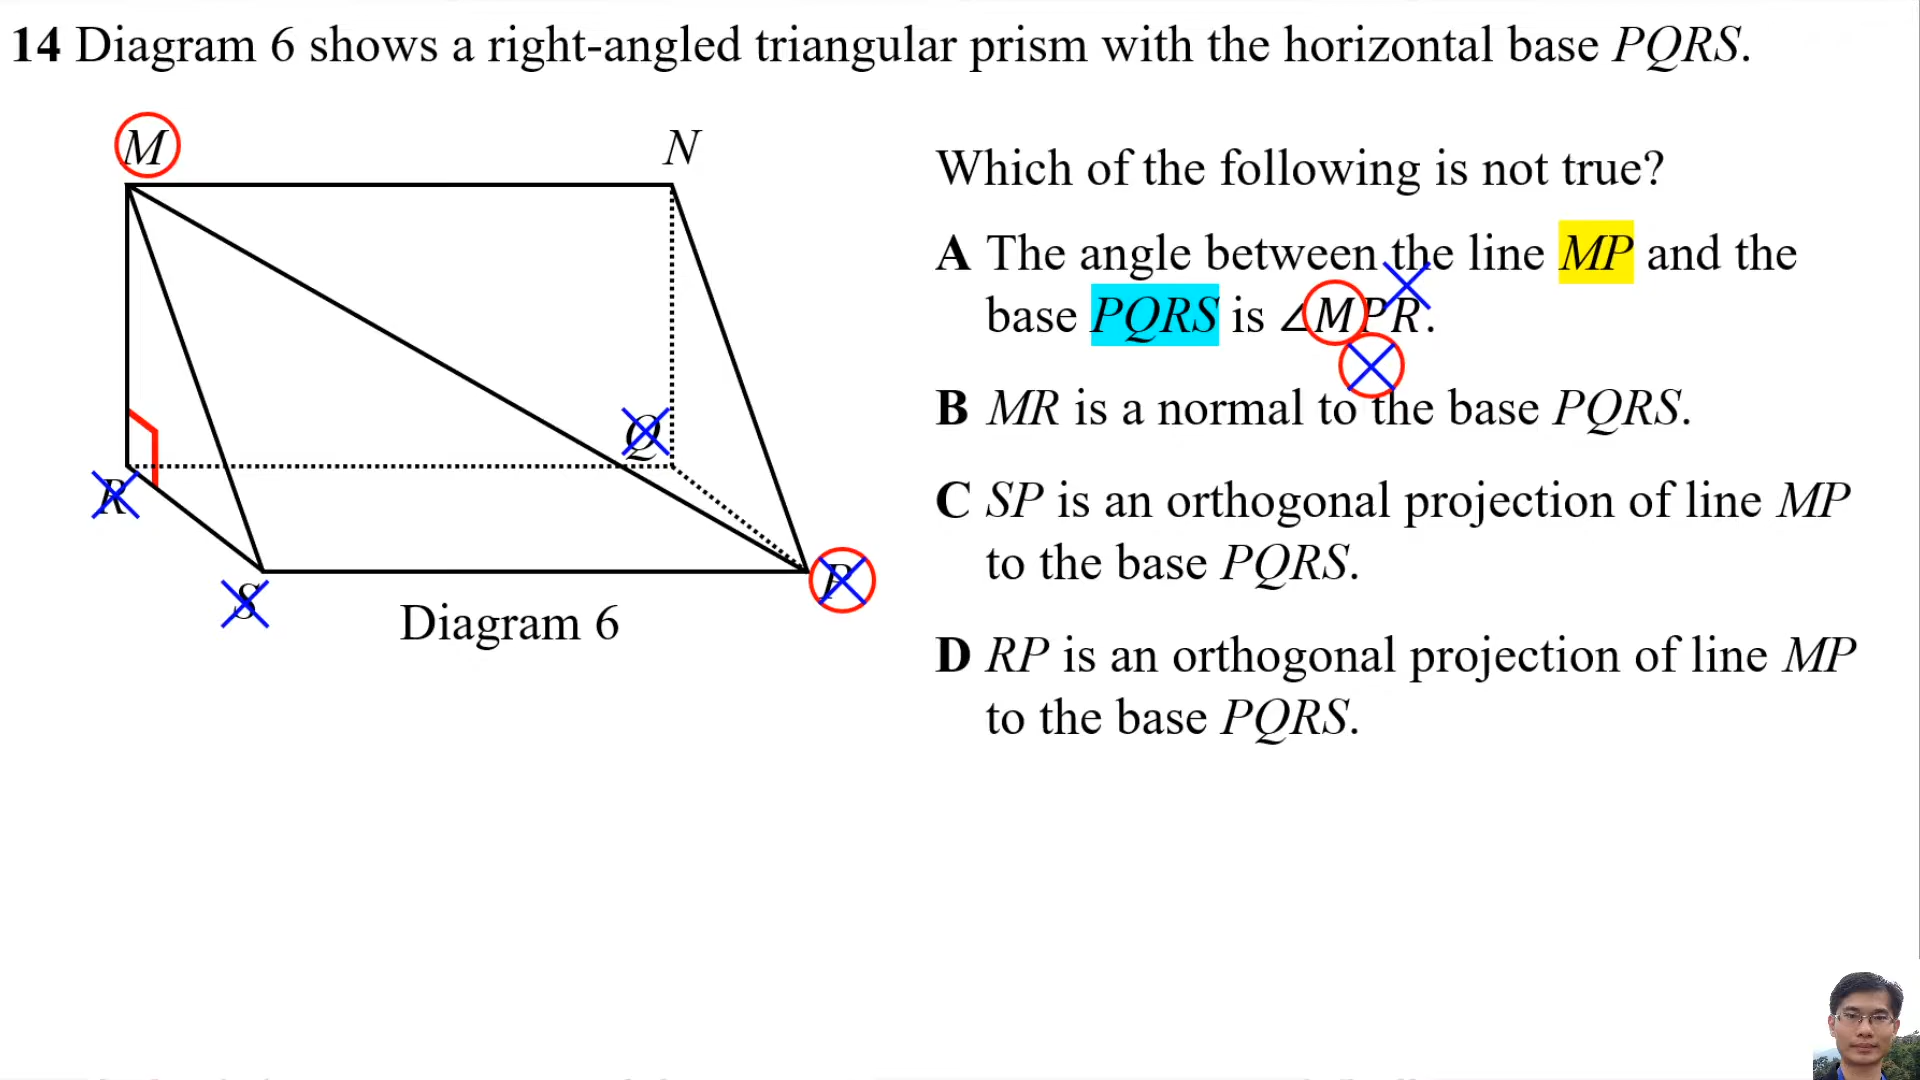 14 Diagram 6 shows a right-angled triangular prism with the horizontal base PQRS.
M
N
Q
R
S
P
Diagram 6
Which of the following is not true?
A The angle between the line MP and the
base PQRS is ∠MPR.
B MR is a normal to the base PQRS.
C SP is an orthogonal projection of line MP
to the base PQRS.
D RP is an orthogonal projection of line MP
to the base PQRS.